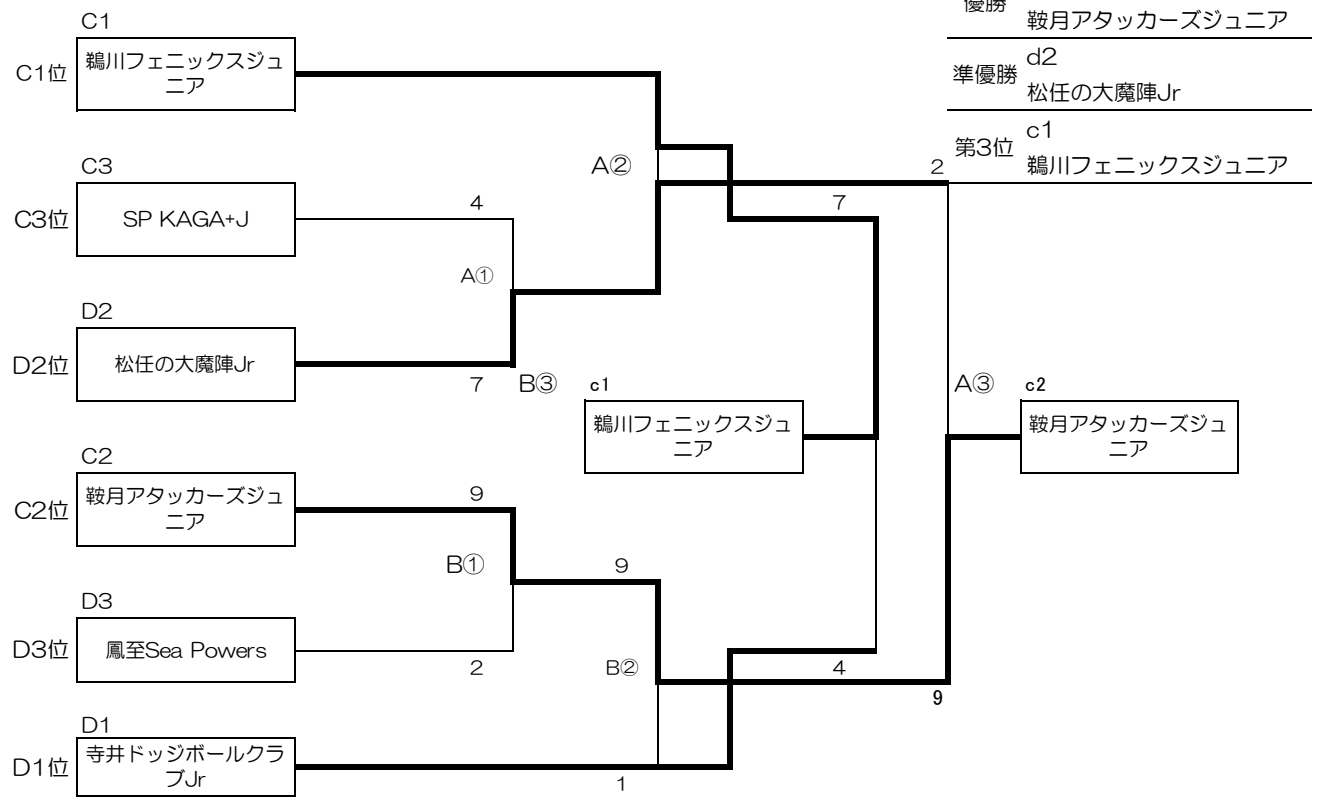 優勝
鞍月アタッカーズジュニア
準優勝
d2
松任の大魔陣Jr
第3位
c1
鵜川フェニックスジュニア
C1
C1位
鵜川フェニックスジュ
ニア
A②
2
C3
C3位
SP KAGA+J
4
7
A①
D2
D2位
松任の大魔陣Jr
7
B③
c1
鵜川フェニックスジュ
ニア
A③
c2
鞍月アタッカーズジュ
ニア
C2
C2位
鞍月アタッカーズジュ
ニア
9
B①
9
D3
D3位
鳳至Sea Powers
2
B②
4
9
D1
D1位
寺井ドッジボールクラ
ブJr
1